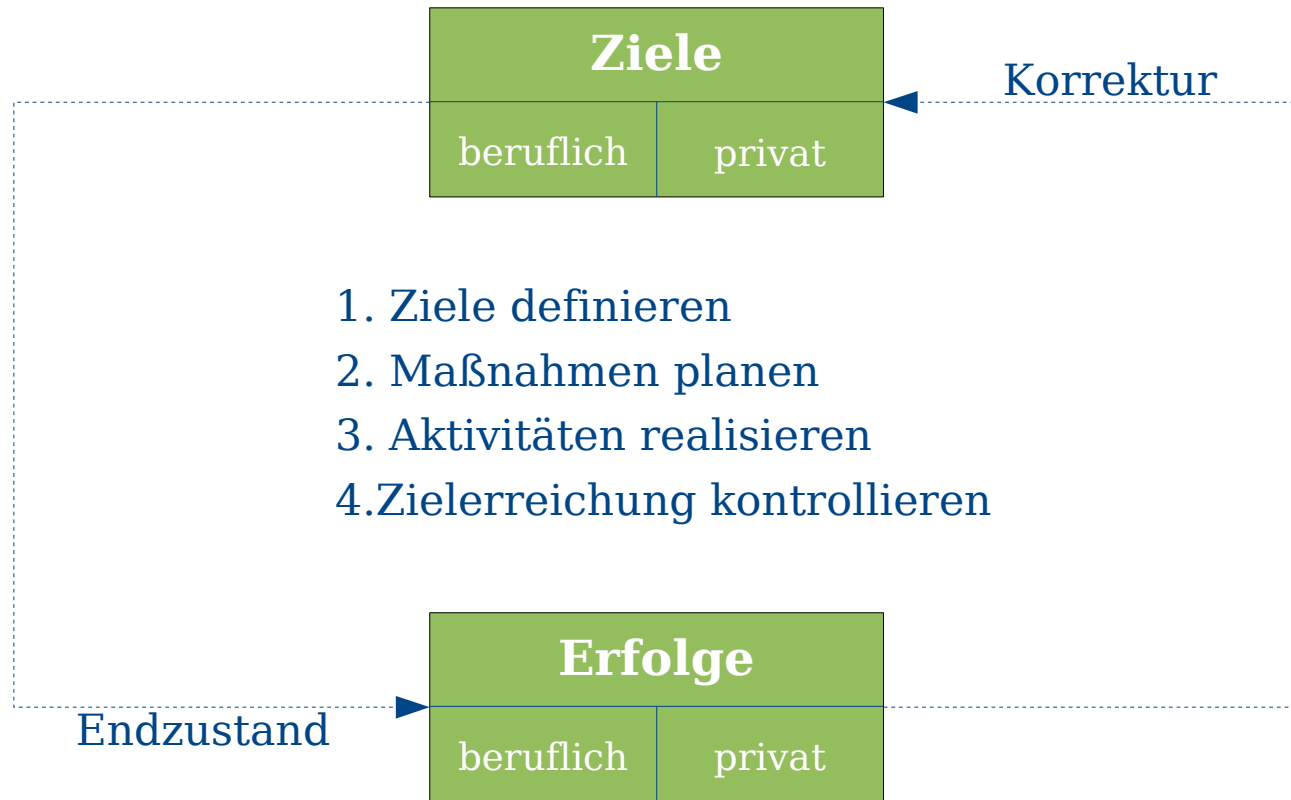 Ziele
Korrektur
beruflich privat
1. Ziele definieren
2. Maßnahmen planen
3. Aktivitäten realisieren
4.Zielerreichung kontrollieren
Erfolge
Endzustand
beruflich privat